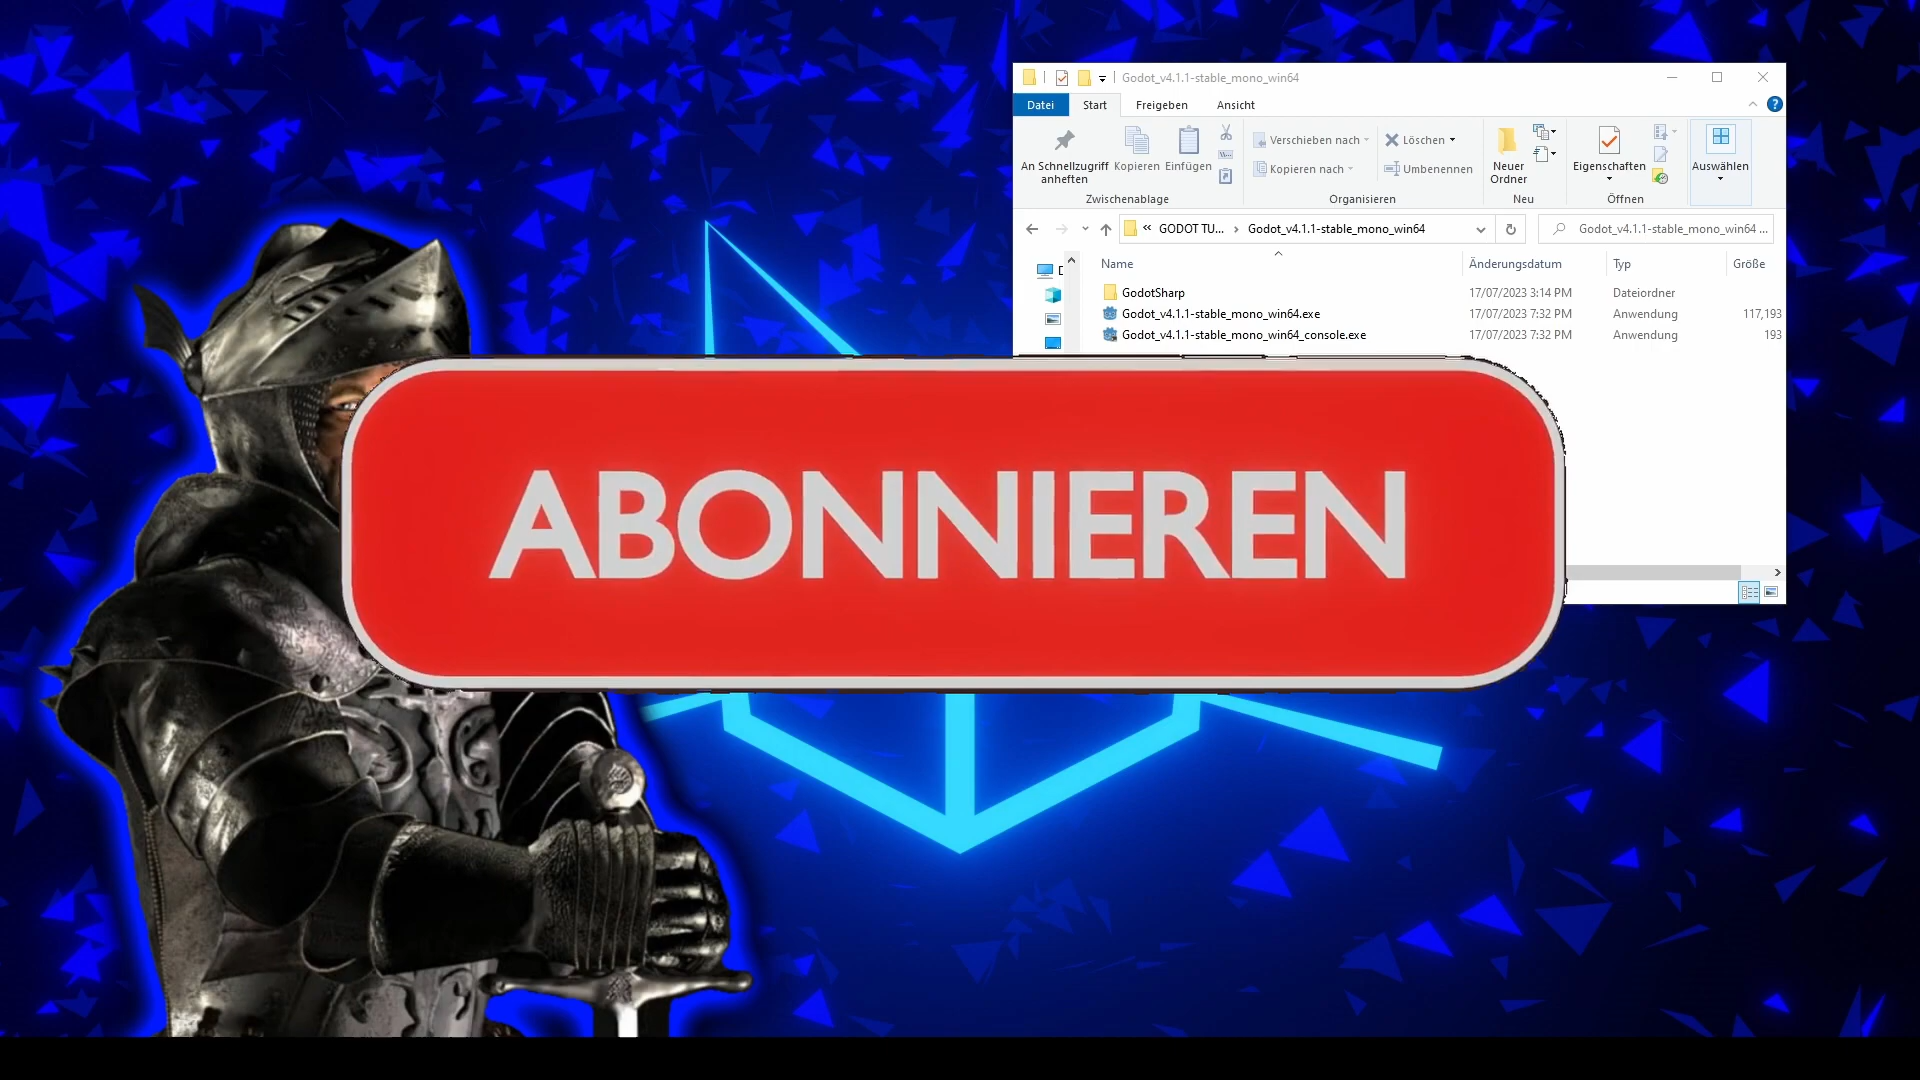 Godot_v4.1.1-stable_mono_win64
Datei Start Freigeben Ansicht
An Schnellzugriff anheften
Kopieren
Einfügen
Verschieben nach
Kopieren nach
Löschen
Umbenennen
Neuer Ordner
Eigenschaften
Auswählen
Zwischenablage Organisieren Neu Öffnen
« GODOT TU... › Godot_v4.1.1-stable_mono_win64
Godot_v4.1.1-stable_mono_win64 ...
Name Änderungsdatum Typ Größe
GodotSharp 17/07/2023 3:14 PM Dateiordner
Godot_v4.1.1-stable_mono_win64.exe 17/07/2023 7:32 PM Anwendung 117,193
Godot_v4.1.1-stable_mono_win64_console.exe 17/07/2023 7:32 PM Anwendung 193
ABONNIEREN